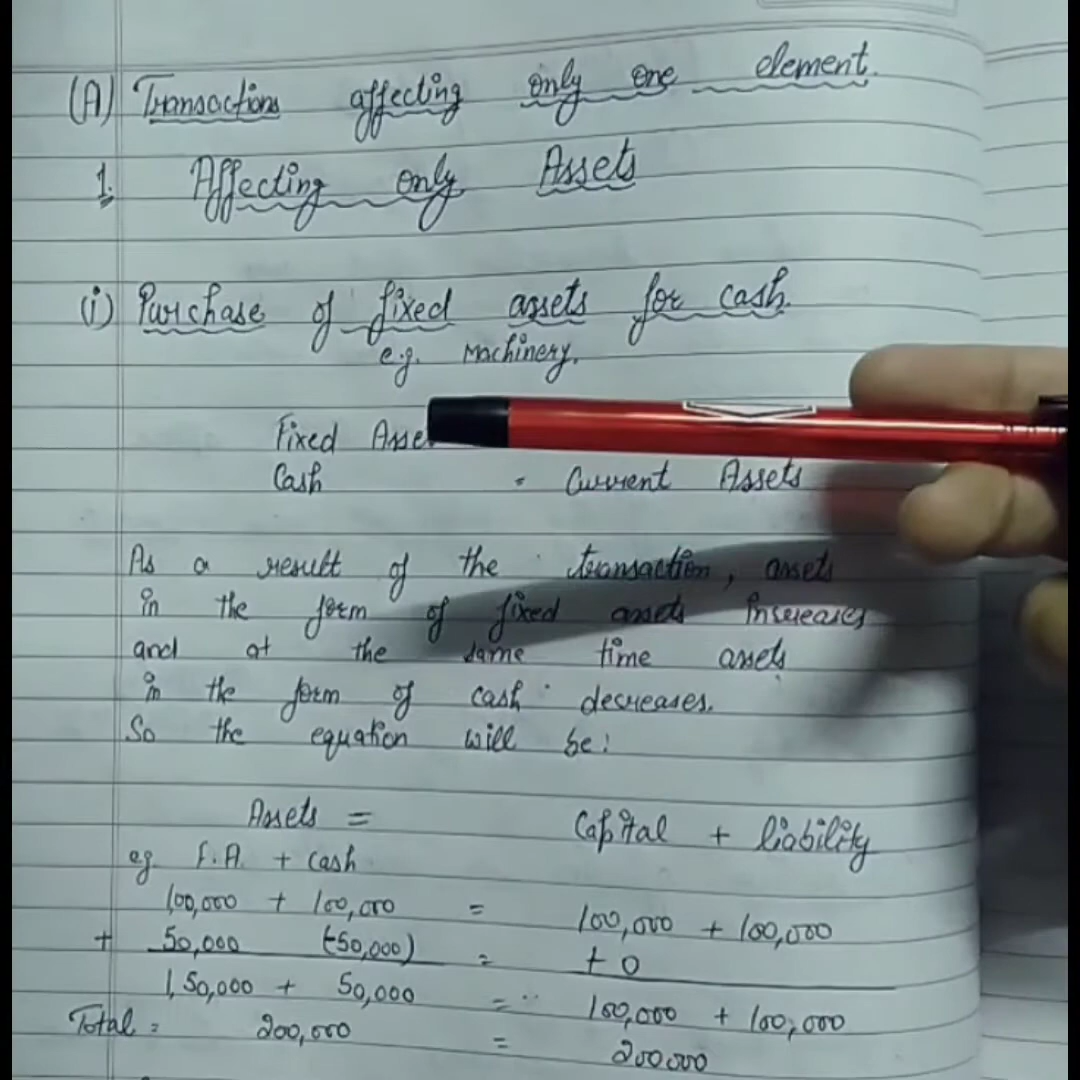 (A) Transactions affecting only one element.
1. Affecting only Assets
(i) Purchase of fixed assets for cash.
e.g. Machinery.
Fixed Asse
Cash = Current Assets
As a result of the transaction, assets
in the form of fixed assets increases
and at the same time assets
in the form of cash decreases.
So the equation will be:
Assets = Capital + liability
eg F.A. + cash
1,00,000 + 100,000 = 100,000 + 100,000
+ 50,000 (-50,000) = + 0
1,50,000 + 50,000 = 100,000 + 100,000
Total = 200,000 = 200000